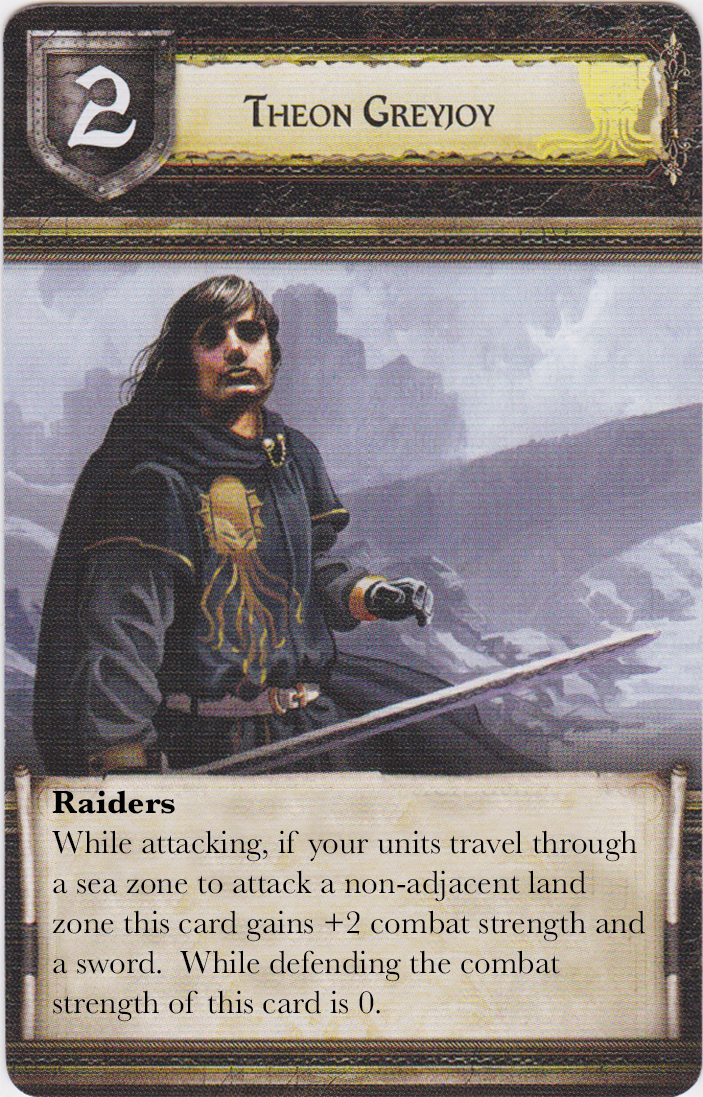 2
THEON GREYJOY
Raiders
While attacking, if your units travel through
a sea zone to attack a non-adjacent land
zone this card gains +2 combat strength and
a sword.  While defending the combat
strength of this card is 0.